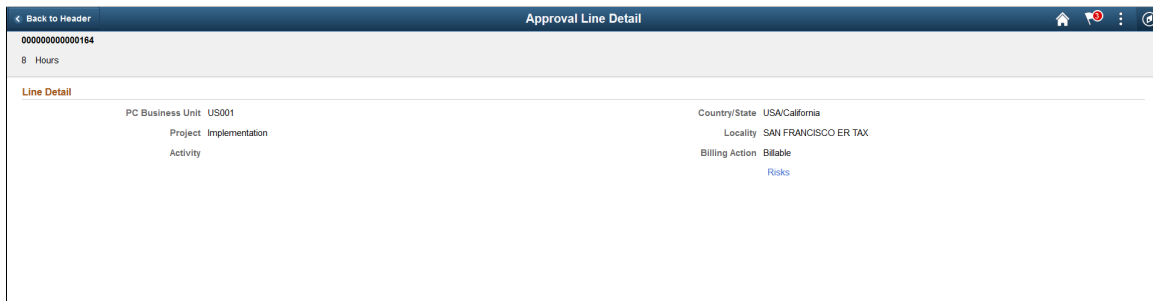 Back to Header
Approval Line Detail
3
000000000000164
8 Hours
Line Detail
PC Business Unit US001
Country/State USA/California
Project Implementation
Locality SAN FRANCISCO ER TAX
Activity
Billing Action Billable
Risks